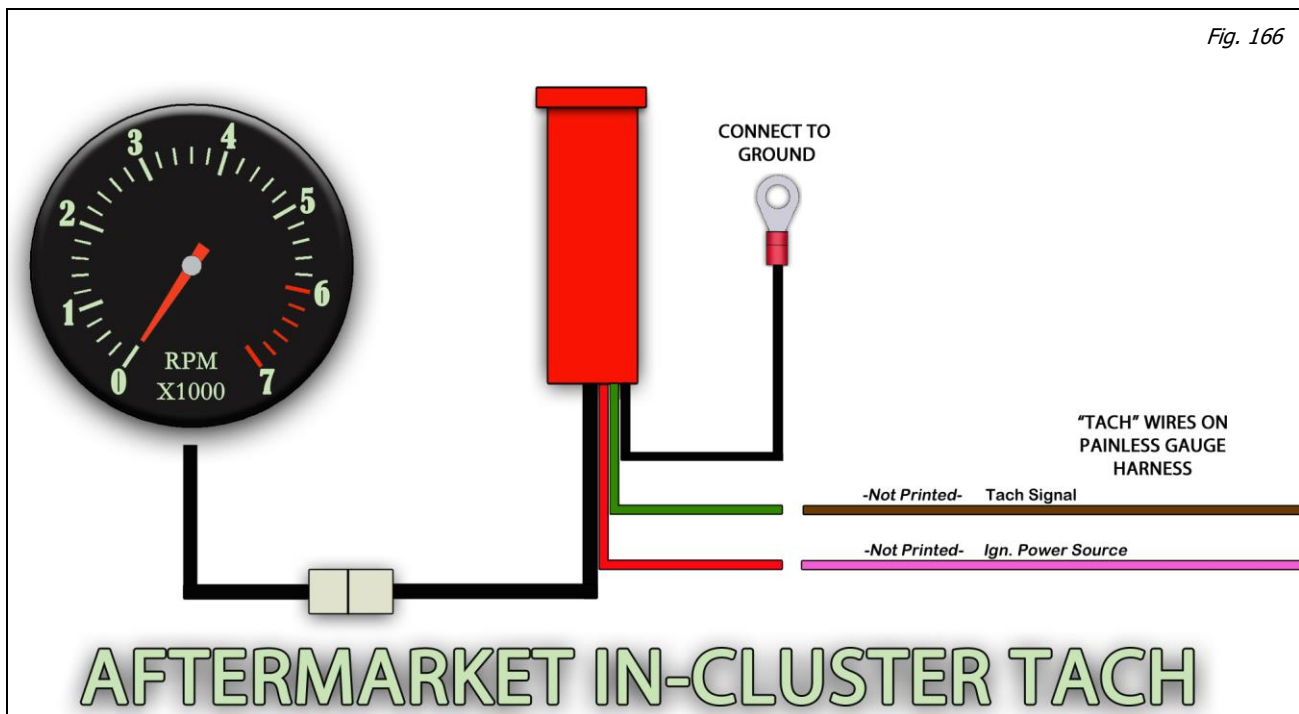 Fig. 166
3
4
2
5
1
6
0
7
RPM
X1000
CONNECT TO
GROUND
"TACH" WIRES ON
PAINLESS GAUGE
HARNESS
-Not Printed- Tach Signal
-Not Printed- Ign. Power Source
AFTERMARKET IN-CLUSTER TACH